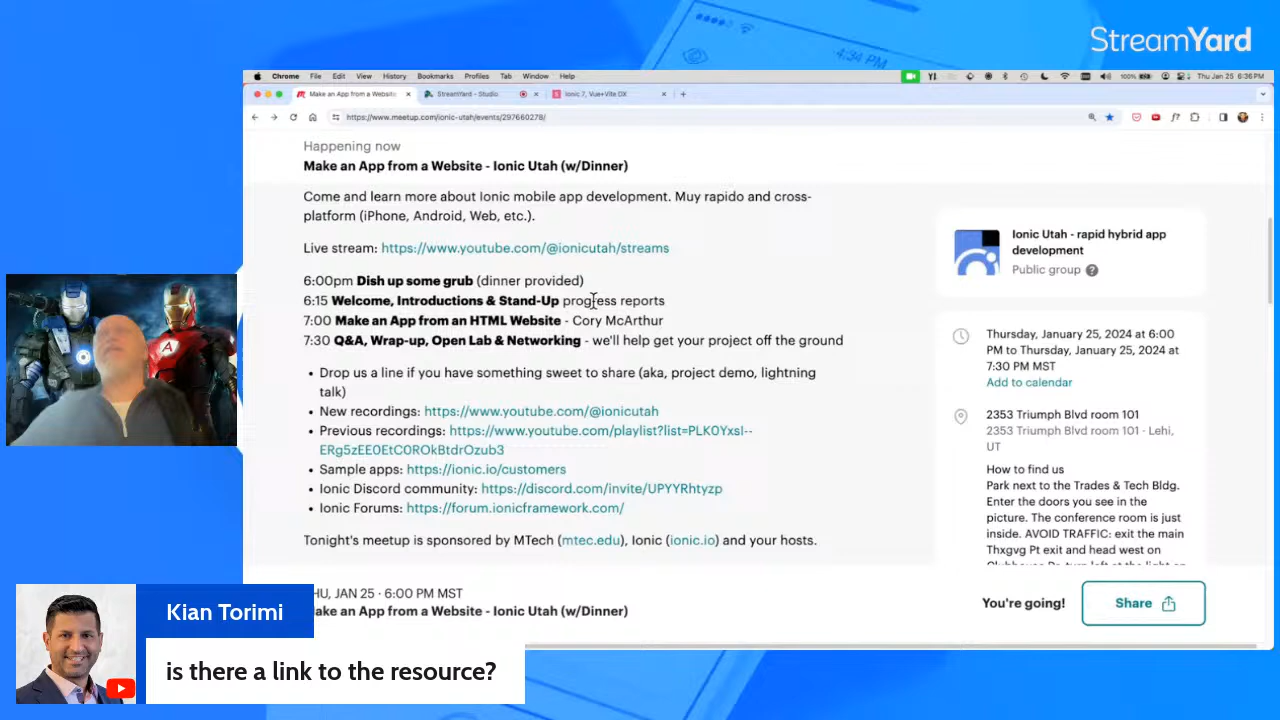 4:34 PM
StreamYard
Chrome File Edit View History Bookmarks Profiles Tab Window Help
100% Thu Jan 25 6:36 PM
Make an App from a Website
StreamYard - Studio
Ionic 7, Vue+Vite DX
https://www.meetup.com/ionic-utah/events/297660278/
Happening now
Make an App from a Website - Ionic Utah (w/Dinner)
Come and learn more about Ionic mobile app development. Muy rapido and cross-
platform (iPhone, Android, Web, etc.).
Live stream: https://www.youtube.com/@ionicutah/streams
6:00pm Dish up some grub (dinner provided)
6:15 Welcome, Introductions & Stand-Up progress reports
7:00 Make an App from an HTML Website - Cory McArthur
7:30 Q&A, Wrap-up, Open Lab & Networking - we'll help get your project off the ground
• Drop us a line if you have something sweet to share (aka, project demo, lightning
talk)
• New recordings: https://www.youtube.com/@ionicutah
• Previous recordings: https://www.youtube.com/playlist?list=PLK0YxsI--
ERg5zEE0EtC0ROkBtdrOzub3
• Sample apps: https://ionic.io/customers
• Ionic Discord community: https://discord.com/invite/UPYYRhtyzp
• Ionic Forums: https://forum.ionicframework.com/
Tonight's meetup is sponsored by MTech (mtec.edu), Ionic (ionic.io) and your hosts.
Ionic Utah - rapid hybrid app
development
Public group
Thursday, January 25, 2024 at 6:00
PM to Thursday, January 25, 2024 at
7:30 PM MST
Add to calendar
2353 Triumph Blvd room 101
2353 Triumph Blvd room 101 · Lehi,
UT
How to find us
Park next to the Trades & Tech Bldg.
Enter the doors you see in the
picture. The conference room is just
inside. AVOID TRAFFIC: exit the main
Thxgvg Pt exit and head west on
THU, JAN 25 · 6:00 PM MST
Make an App from a Website - Ionic Utah (w/Dinner)
You're going!
Share
Kian Torimi
is there a link to the resource?